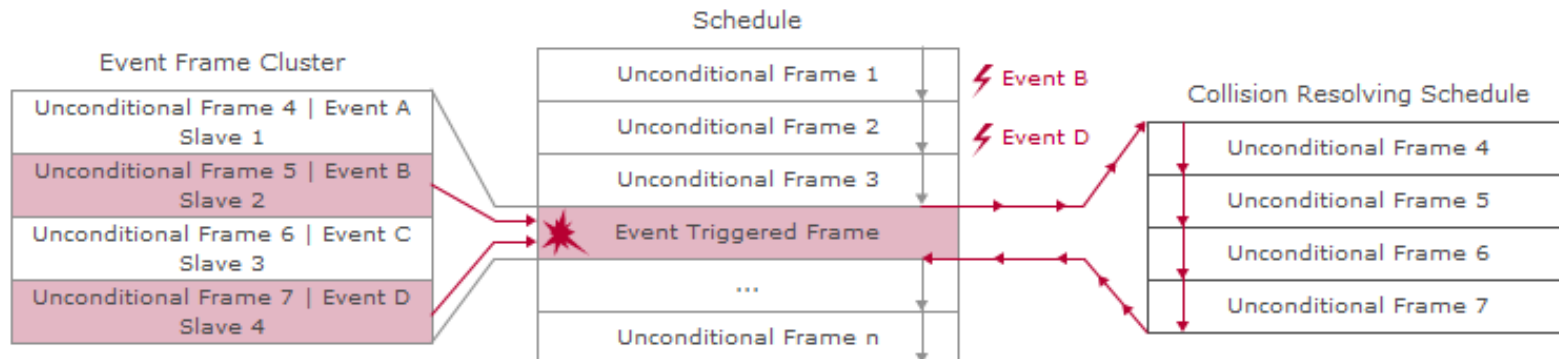 Schedule
Event Frame Cluster
Unconditional Frame 4 | Event A
Slave 1
Unconditional Frame 5 | Event B
Slave 2
Unconditional Frame 6 | Event C
Slave 3
Unconditional Frame 7 | Event D
Slave 4
Unconditional Frame 1
Unconditional Frame 2
Unconditional Frame 3
Event Triggered Frame
...
Unconditional Frame n
Event B
Event D
Collision Resolving Schedule
Unconditional Frame 4
Unconditional Frame 5
Unconditional Frame 6
Unconditional Frame 7